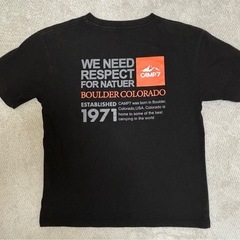 WE NEED
RESPECT
FOR NATUER
CAMP7
BOULDER COLORADO
ESTABLISHED
1971
CAMP7 was born in Boulder,
Colorado,USA. Colorado is
home to some of the best
camping in the world